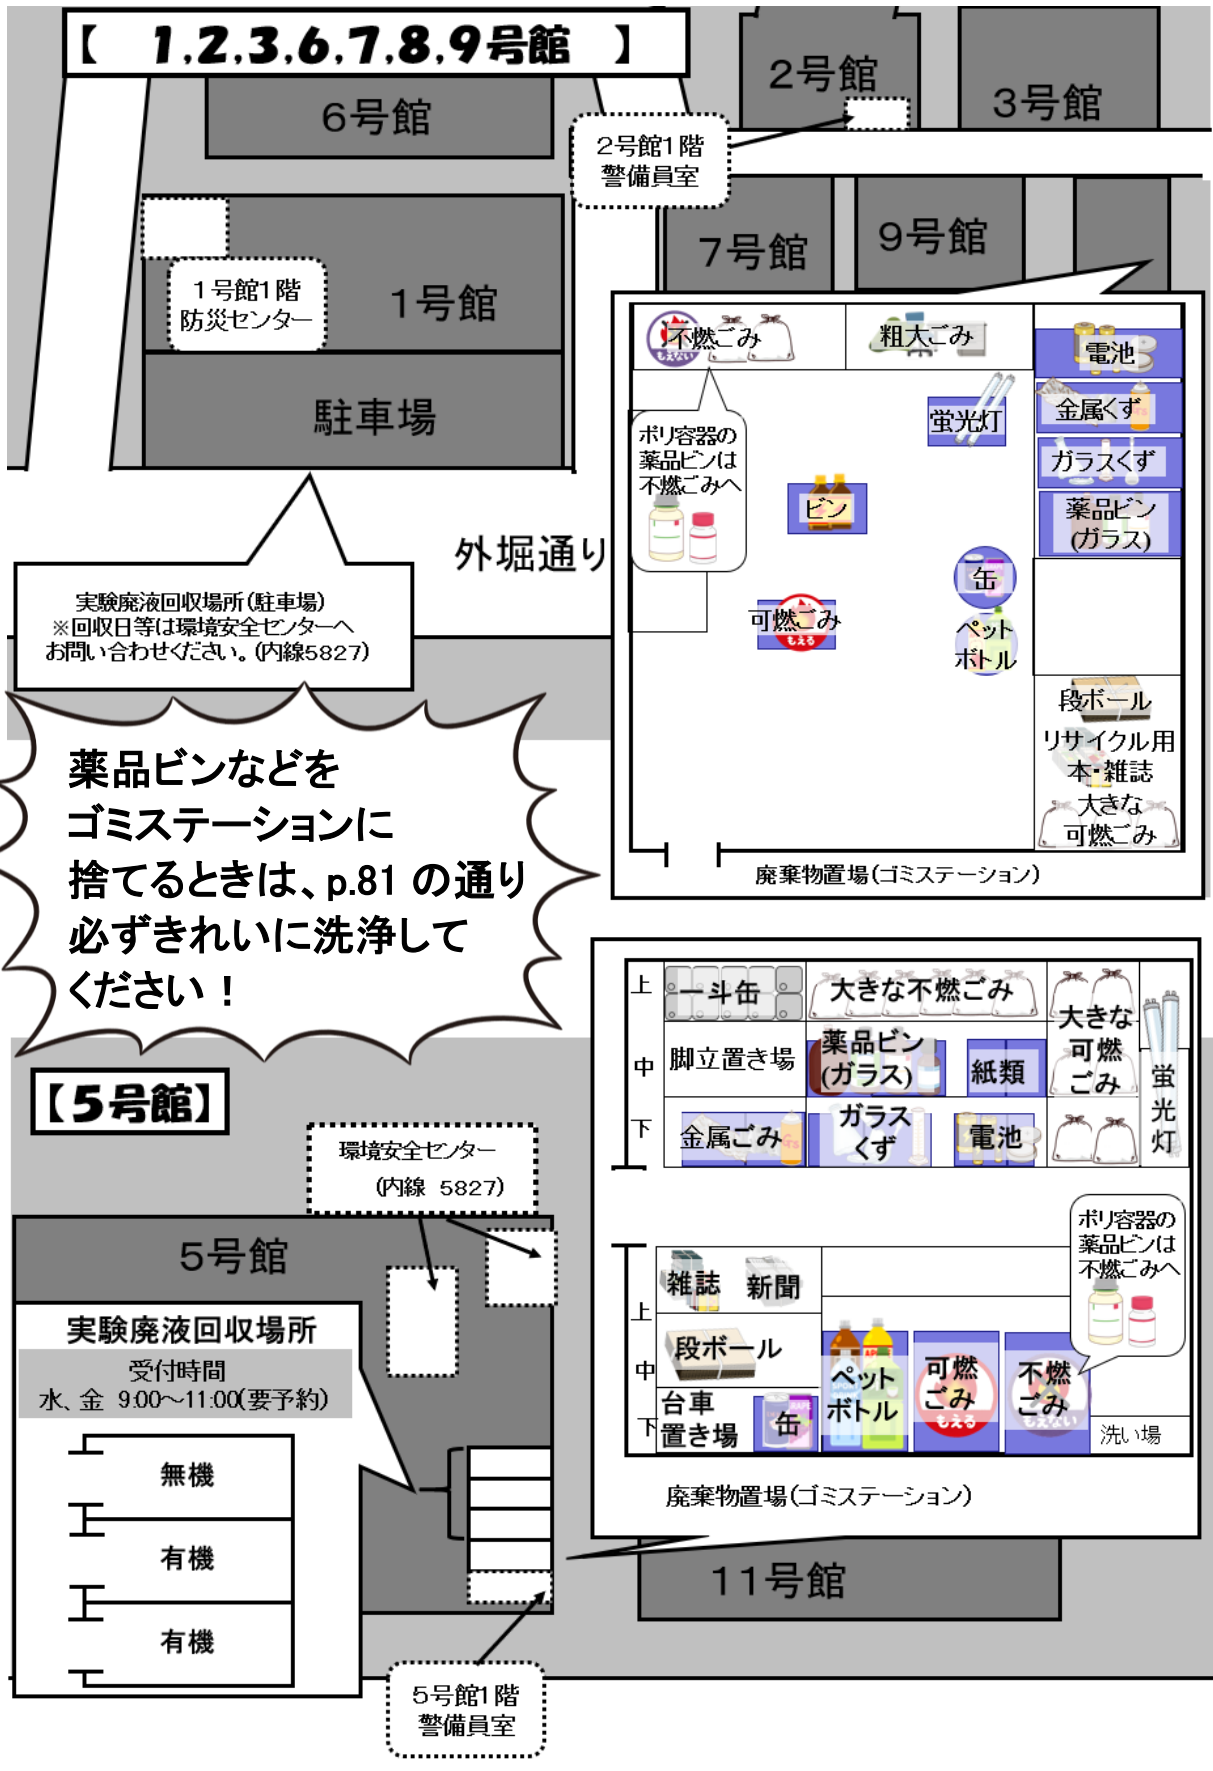 【 1,2,3,6,7,8,9号館 】
6号館
2号館
3号館
2号館1階
警備員室
7号館
9号館
1号館1階
防災センター
1号館
駐車場
外堀通り
実験廃液回収場所(駐車場)
※回収日等は環境安全センターへ
お問い合わせください。(内線5827)
不燃ごみ
もえない
粗大ごみ
電池
金属くず
ガラスくず
薬品ビン
(ガラス)
蛍光灯
ポリ容器の
薬品ビンは
不燃ごみへ
ビン
缶
可燃ごみ
もえる
ペット
ボトル
段ボール
リサイクル用
本・雑誌
大きな
可燃ごみ
廃棄物置場(ゴミステーション)
薬品ビンなどを
ゴミステーションに
捨てるときは、p.81 の通り
必ずきれいに洗浄して
ください！
【5号館】
環境安全センター
(内線 5827)
5号館
実験廃液回収場所
受付時間
水、金 9:00～11:00(要予約)
無機
有機
有機
5号館1階
警備員室
上
一斗缶
大きな不燃ごみ
大きな
可燃
ごみ
蛍
光
灯
中
脚立置き場
薬品ビン
(ガラス)
紙類
下
金属ごみ
ガラス
くず
電池
ポリ容器の
薬品ビンは
不燃ごみへ
上
雑誌
新聞
中
段ボール
下
台車
置き場
缶
ペット
ボトル
可燃
ごみ
もえる
不燃
ごみ
もえない
洗い場
廃棄物置場(ゴミステーション)
11号館